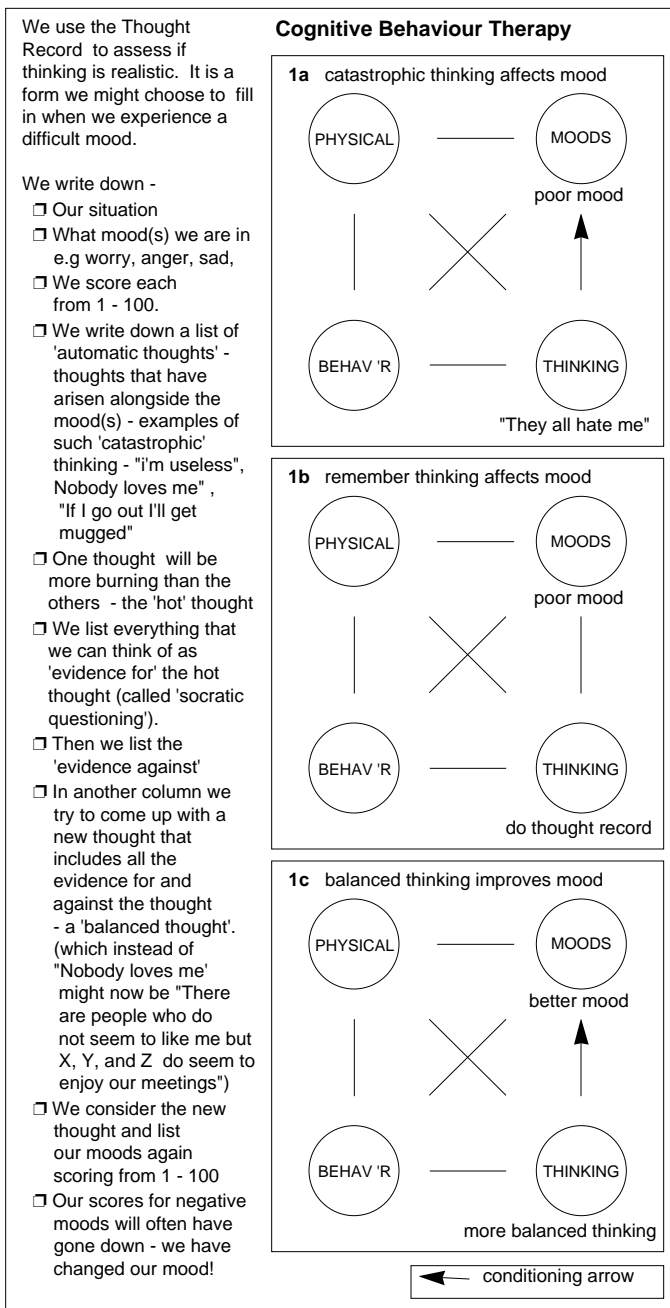 We use the Thought
Record to assess if
thinking is realistic. It is a
form we might choose to fill
in when we experience a
difficult mood.
We write down -
❒ Our situation
❒ What mood(s) we are in
e.g worry, anger, sad,
❒ We score each
from 1 - 100.
❒ We write down a list of
'automatic thoughts' -
thoughts that have
arisen alongside the
mood(s) - examples of
such 'catastrophic'
thinking - "i'm useless",
Nobody loves me" ,
"If I go out I'll get
mugged"
❒ One thought will be
more burning than the
others - the 'hot' thought
❒ We list everything that
we can think of as
'evidence for' the hot
thought (called 'socratic
questioning').
❒ Then we list the
'evidence against'
❒ In another column we
try to come up with a
new thought that
includes all the
evidence for and
against the thought
- a 'balanced thought'.
(which instead of
"Nobody loves me'
might now be "There
are people who do
not seem to like me but
X, Y, and Z do seem to
enjoy our meetings")
❒ We consider the new
thought and list
our moods again
scoring from 1 - 100
❒ Our scores for negative
moods will often have
gone down - we have
changed our mood!
Cognitive Behaviour Therapy
1a catastrophic thinking affects mood
PHYSICAL
MOODS
poor mood
BEHAV 'R
THINKING
"They all hate me"
1b remember thinking affects mood
PHYSICAL
MOODS
poor mood
BEHAV 'R
THINKING
do thought record
1c balanced thinking improves mood
PHYSICAL
MOODS
better mood
BEHAV 'R
THINKING
more balanced thinking
conditioning arrow